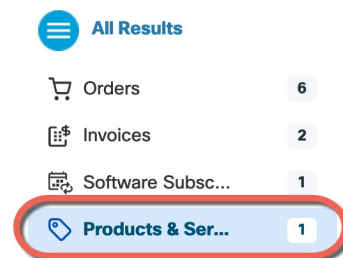 All Results
Orders 6
Invoices 2
Software Subsc... 1
Products & Ser... 1